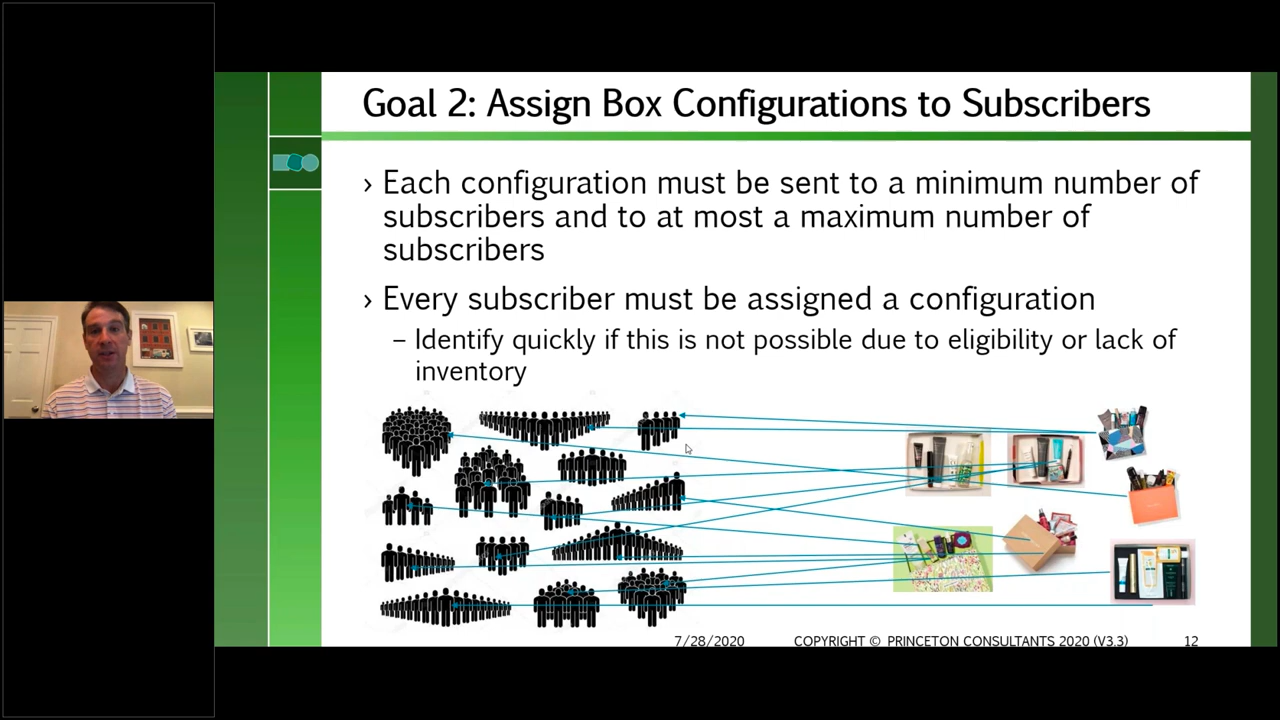 Goal 2: Assign Box Configurations to Subscribers
› Each configuration must be sent to a minimum number of
subscribers and to at most a maximum number of
subscribers
› Every subscriber must be assigned a configuration
– Identify quickly if this is not possible due to eligibility or lack of
inventory
7/28/2020 COPYRIGHT © PRINCETON CONSULTANTS 2020 (V3.3) 12